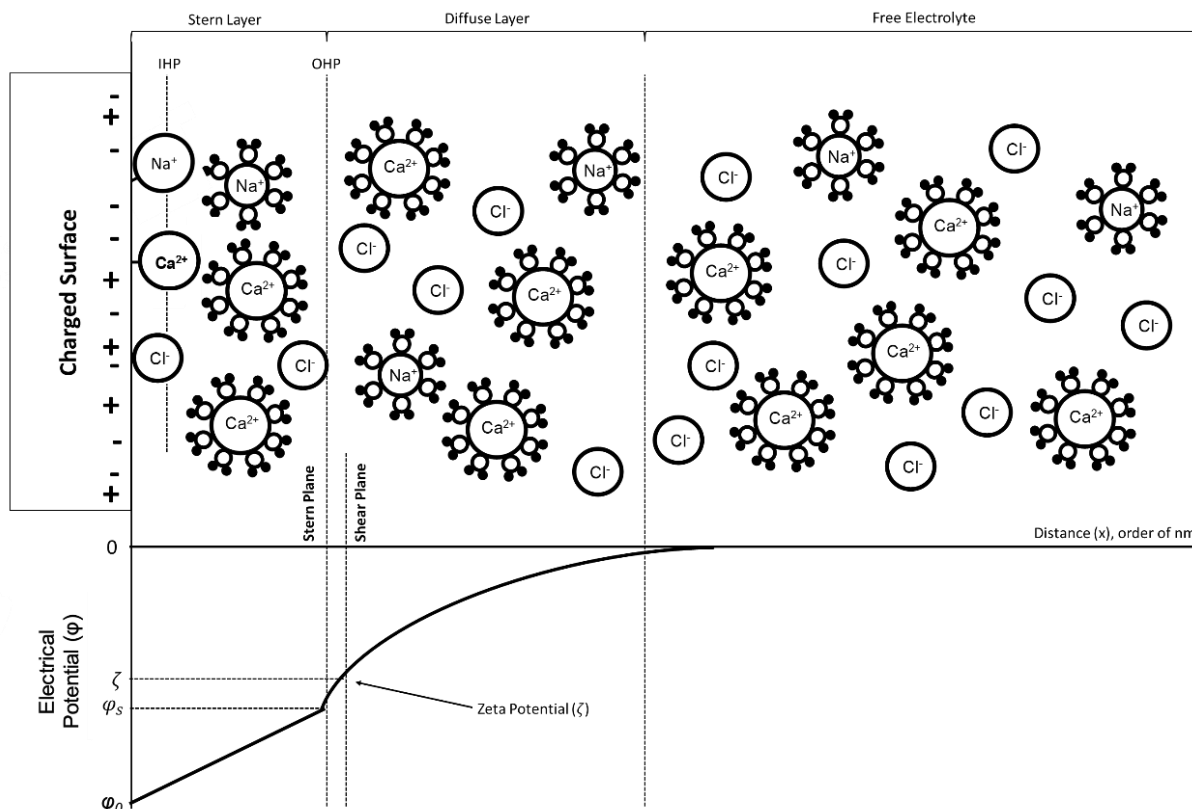 Stern Layer
Diffuse Layer
Free Electrolyte
IHP
OHP
Charged Surface
-
+
-
-
-
+
-
+
-
+
-
-
+
Na⁺
Na⁺
Ca²⁺
Ca²⁺
Cl⁻
Cl⁻
Ca²⁺
Ca²⁺
Na⁺
Cl⁻
Cl⁻
Cl⁻
Ca²⁺
Na⁺
Ca²⁺
Cl⁻
Cl⁻
Na⁺
Cl⁻
Ca²⁺
Na⁺
Ca²⁺
Cl⁻
Cl⁻
Cl⁻
Ca²⁺
Cl⁻
Ca²⁺
Cl⁻
Ca²⁺
Cl⁻
Cl⁻
Stern Plane
Shear Plane
0
Distance (x), order of nm
Electrical
Potential (φ)
ζ
φₛ
Zeta Potential (ζ)
φ₀